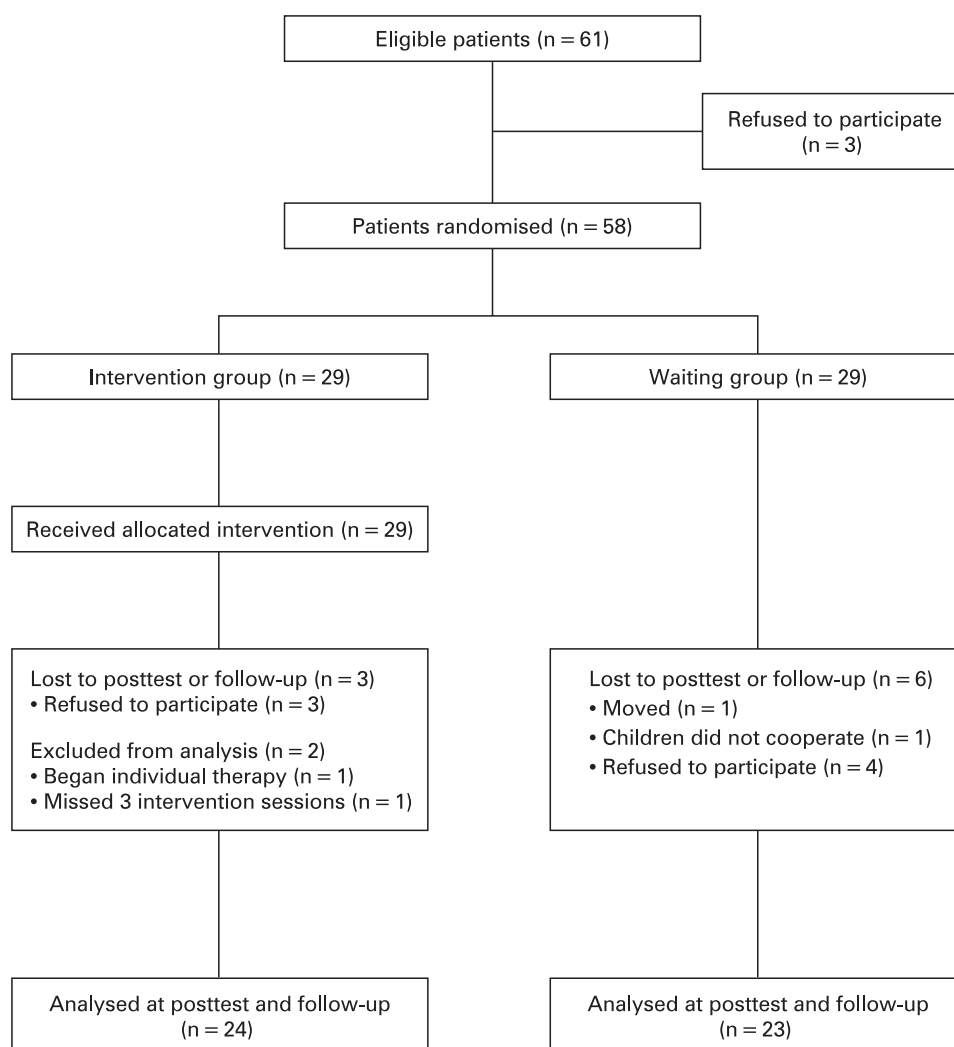 Eligible patients (n = 61)
Refused to participate
(n = 3)
Patients randomised (n = 58)
Intervention group (n = 29)
Waiting group (n = 29)
Received allocated intervention (n = 29)
Lost to posttest or follow-up (n = 3)
• Refused to participate (n = 3)
Excluded from analysis (n = 2)
• Began individual therapy (n = 1)
• Missed 3 intervention sessions (n = 1)
Lost to posttest or follow-up (n = 6)
• Moved (n = 1)
• Children did not cooperate (n = 1)
• Refused to participate (n = 4)
Analysed at posttest and follow-up
(n = 24)
Analysed at posttest and follow-up
(n = 23)